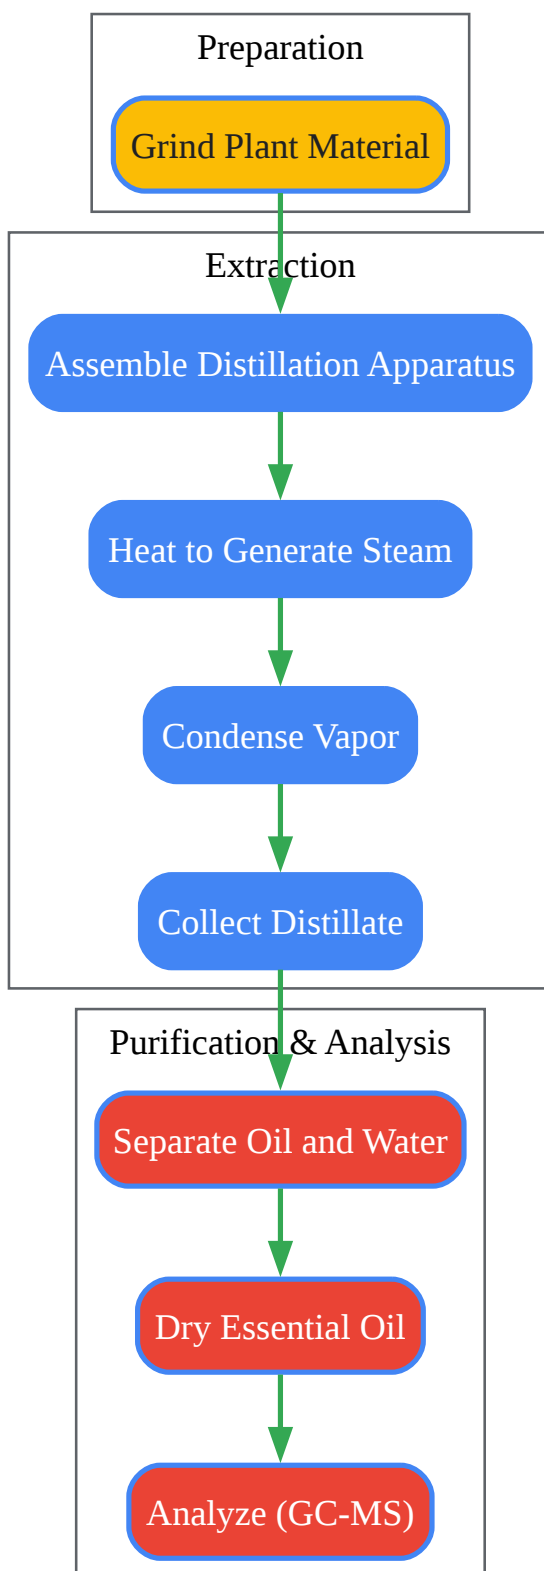 Preparation
Grind Plant Material
Extraction
Assemble Distillation Apparatus
Heat to Generate Steam
Condense Vapor
Collect Distillate
Purification & Analysis
Separate Oil and Water
Dry Essential Oil
Analyze (GC-MS)